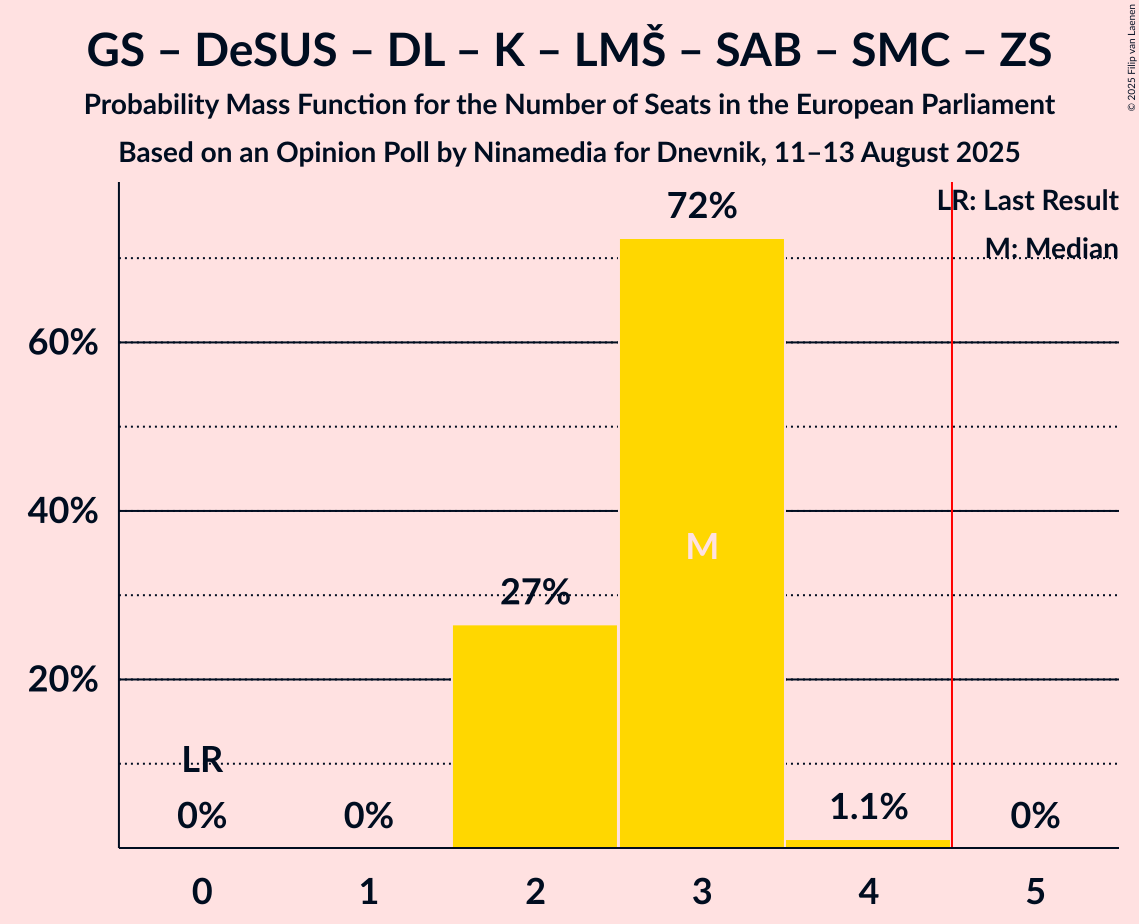 GS – DeSUS – DL – K – LMŠ – SAB – SMC – ZS
Probability Mass Function for the Number of Seats in the European Parliament
Based on an Opinion Poll by Ninamedia for Dnevnik, 11–13 August 2025
© 2025 Filip van Laenen
LR: Last Result
M: Median
72%
60%
40%
M
27%
20%
LR
0%
0%
1.1%
0%
0
1
2
3
4
5